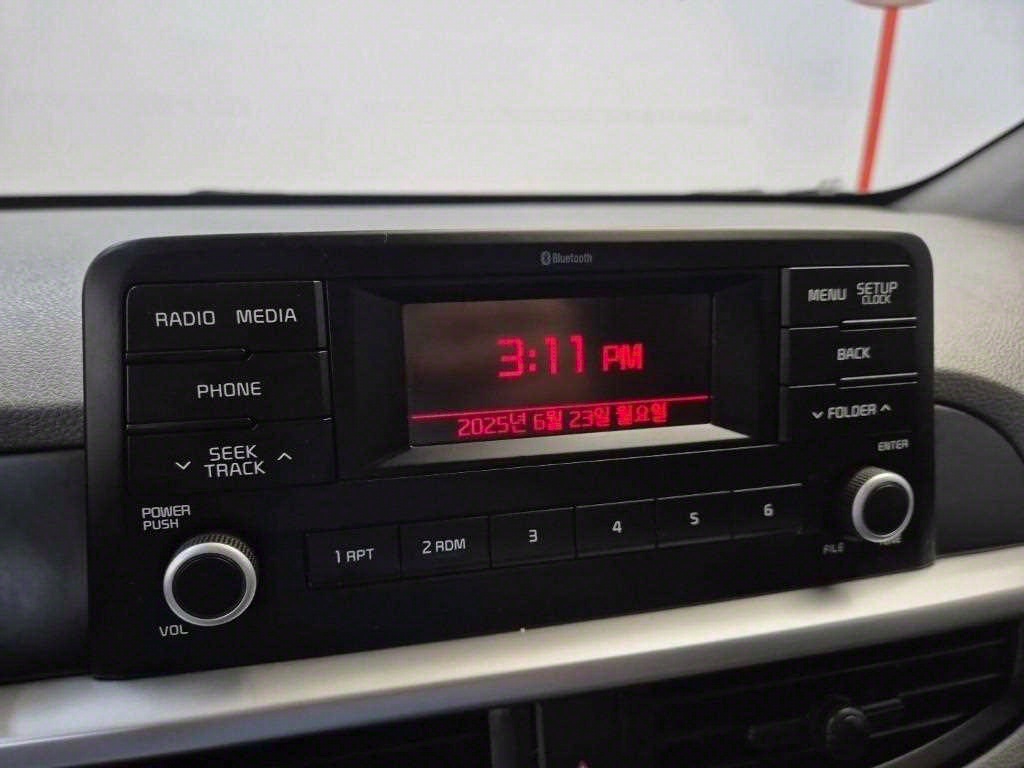 Bluetooth
RADIO MEDIA
PHONE
SEEK
TRACK
POWER
PUSH
VOL
3:11 PM
2025년 6월 23일 월요일
1 RPT
2 RDM
3
4
5
6
MENU
SETUP
CLOCK
BACK
FOLDER
ENTER
FILE